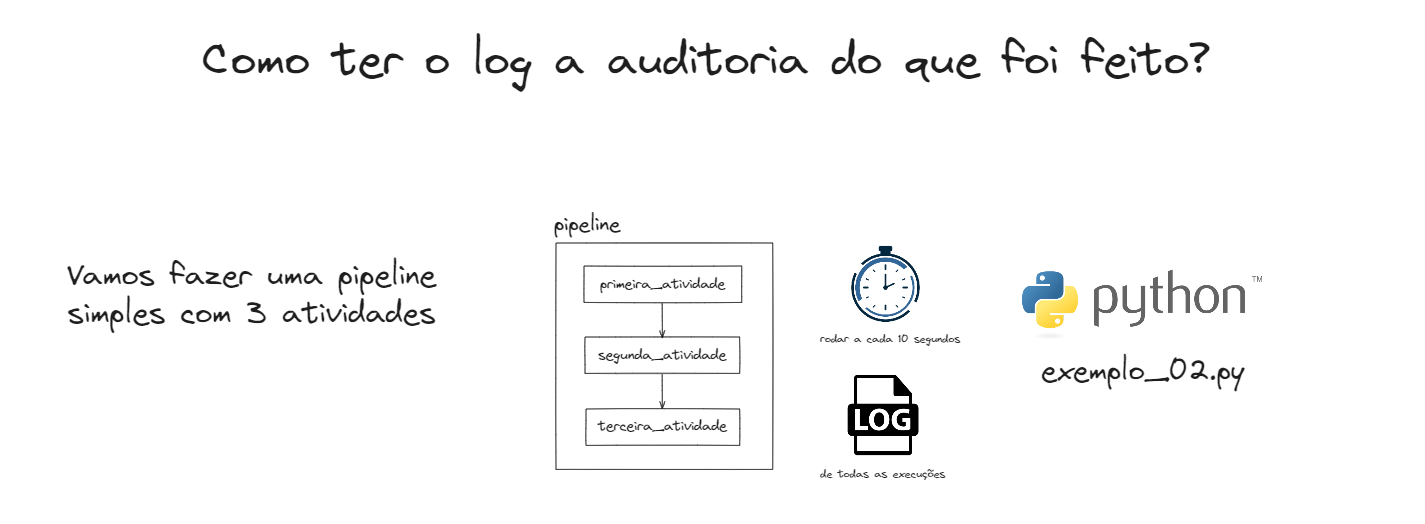 Como ter o log a auditoria do que foi feito?
Vamos fazer uma pipeline
simples com 3 atividades
pipeline
primeira_atividade
segunda_atividade
terceira_atividade
rodar a cada 10 segundos
LOG
de todas as execuções
python™
exemplo_02.py